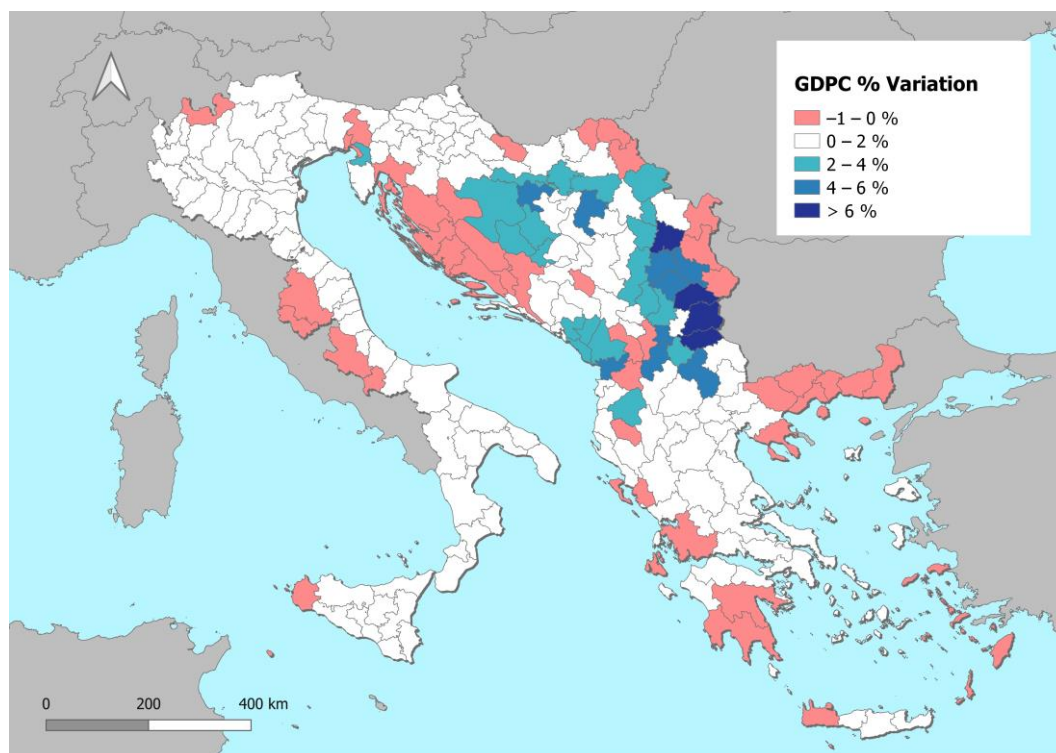 GDPC % Variation
–1 – 0 %
0 – 2 %
2 – 4 %
4 – 6 %
> 6 %
0 200 400 km